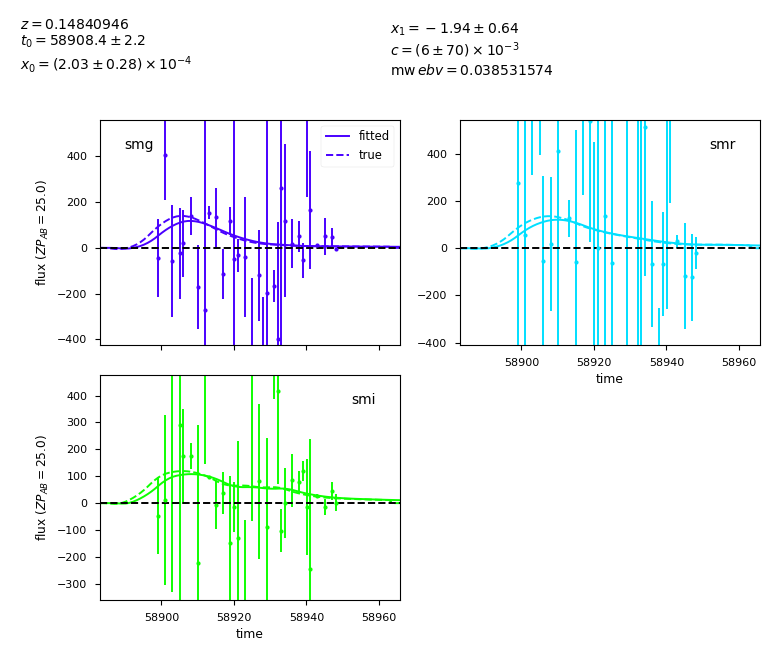 z = 0.14840946
t₀ = 58908.4 ± 2.2
x₀ = (2.03 ± 0.28) × 10⁻⁴
x₁ = −1.94 ± 0.64
c = (6 ± 70) × 10⁻³
mw ebv = 0.038531574
smg
fitted
true
400
200
0
−200
−400
flux (ZP_AB = 25.0)
smr
400
200
0
−200
−400
58900
58920
58940
58960
time
smi
400
300
200
100
0
−100
−200
−300
flux (ZP_AB = 25.0)
58900
58920
58940
58960
time